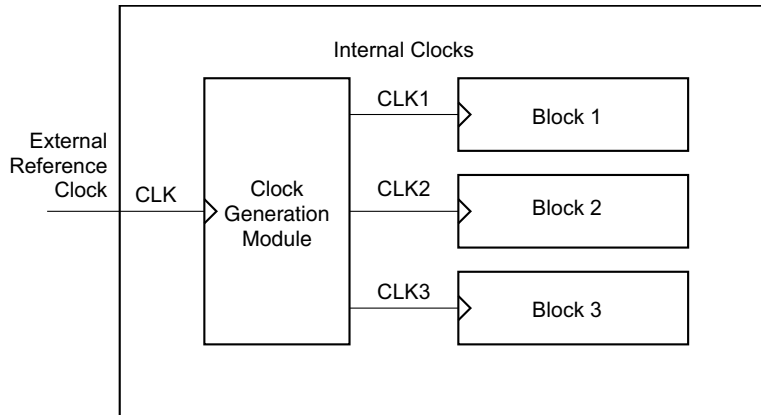 Internal Clocks
External
Reference
Clock
CLK
Clock
Generation
Module
CLK1
Block 1
CLK2
Block 2
CLK3
Block 3